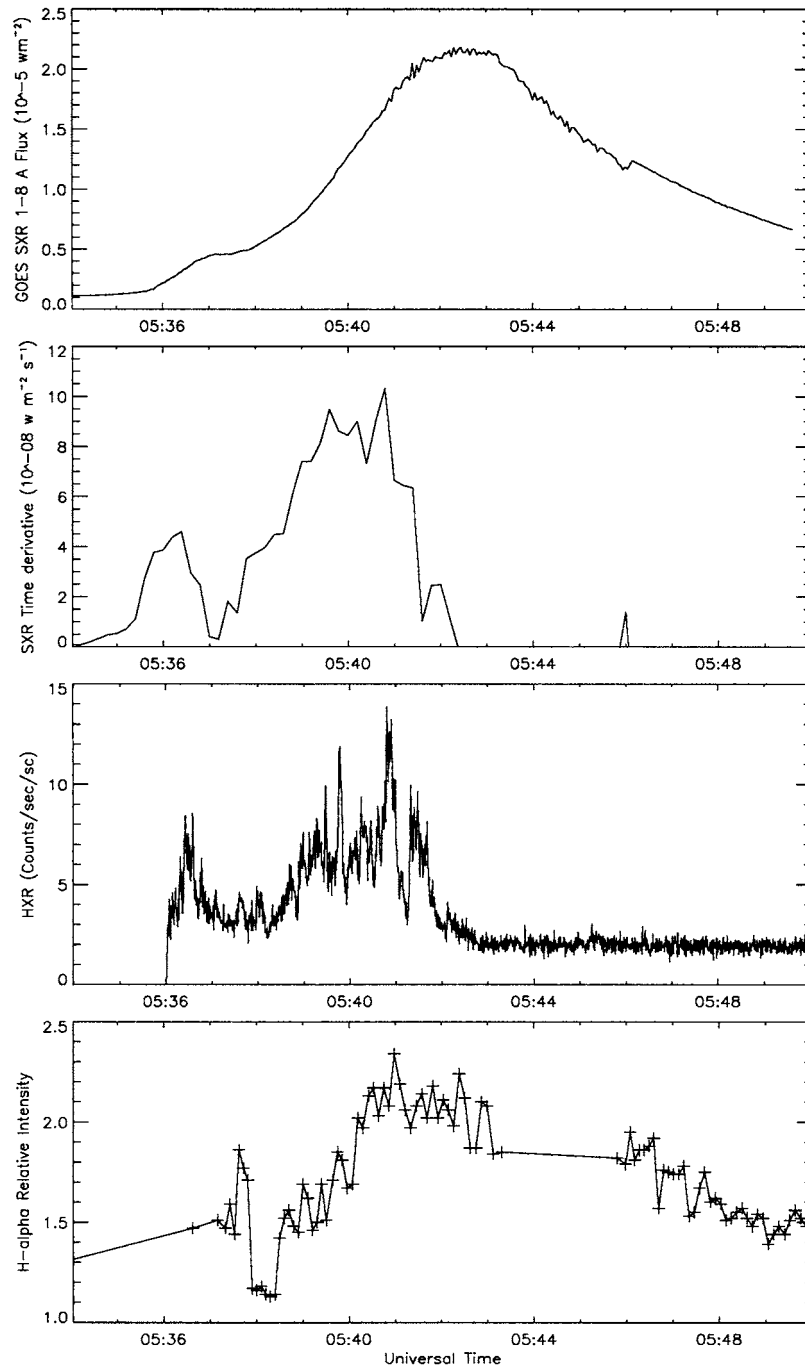 GOES SXR 1-8 A Flux (10^-5 wm⁻²)
2.5
2.0
1.5
1.0
0.5
0.0
05:36 05:40 05:44 05:48
SXR Time derivative (10^-08 w m⁻² s⁻¹)
12
10
8
6
4
2
0
05:36 05:40 05:44 05:48
HXR (Counts/sec/sc)
15
10
5
0
05:36 05:40 05:44 05:48
H-alpha Relative Intensity
2.5
2.0
1.5
1.0
05:36 05:40 05:44 05:48
Universal Time